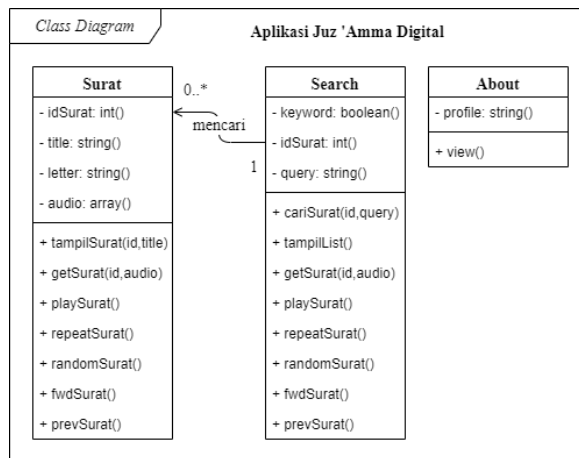 Class Diagram
Aplikasi Juz 'Amma Digital
Surat
- idSurat: int()
- title: string()
- letter: string()
- audio: array()
+ tampilSurat(id,title)
+ getSurat(id,audio)
+ playSurat()
+ repeatSurat()
+ randomSurat()
+ fwdSurat()
+ prevSurat()
0..*
mencari
1
Search
- keyword: boolean()
- idSurat: int()
- query: string()
+ cariSurat(id,query)
+ tampilList()
+ getSurat(id,audio)
+ playSurat()
+ repeatSurat()
+ randomSurat()
+ fwdSurat()
+ prevSurat()
About
- profile: string()
+ view()